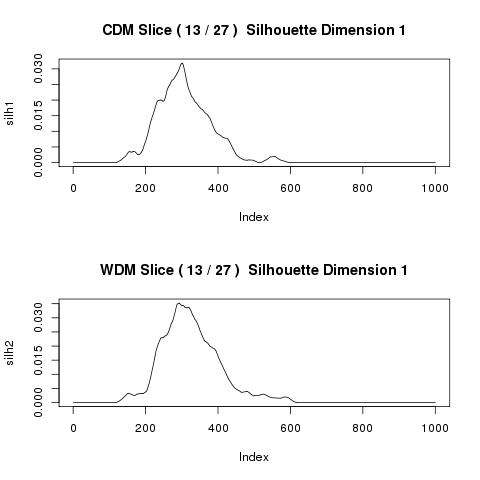 CDM Slice ( 13 / 27 )  Silhouette Dimension 1
silh1
0.030
0.015
0.000
0 200 400 600 800 1000
Index
WDM Slice ( 13 / 27 )  Silhouette Dimension 1
silh2
0.030
0.015
0.000
0 200 400 600 800 1000
Index